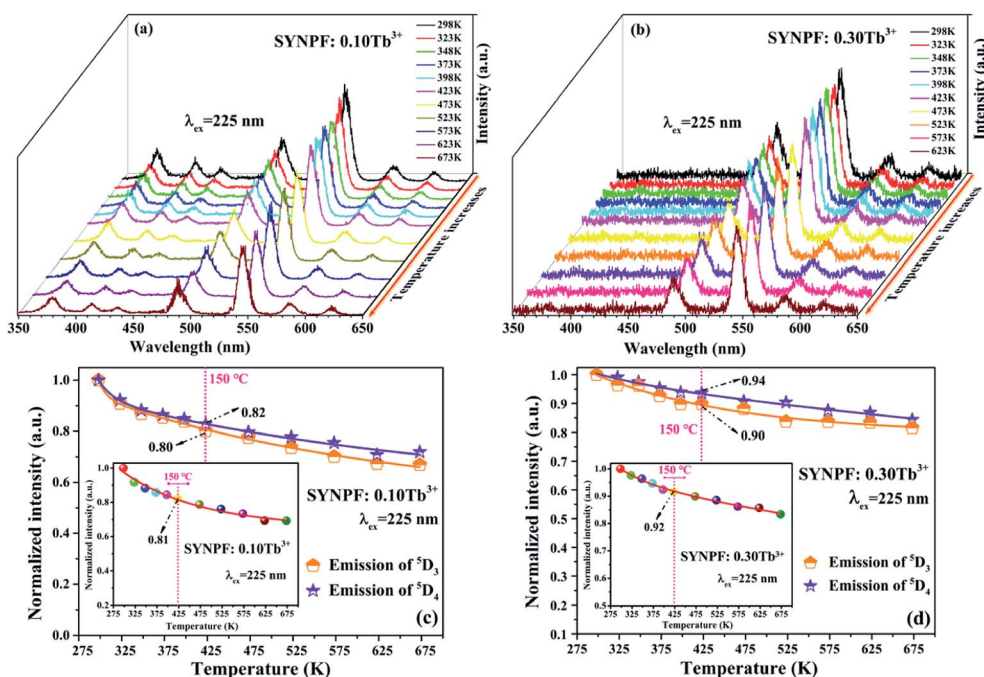 (a)
SYNPF: 0.10Tb³⁺
λex=225 nm
298K
323K
348K
373K
398K
423K
473K
523K
573K
623K
673K
Intensity (a.u.)
Temperature increases
350 400 450 500 550 600 650
Wavelength (nm)
(b)
SYNPF: 0.30Tb³⁺
λex=225 nm
298K
323K
348K
373K
398K
423K
473K
523K
573K
623K
Intensity (a.u.)
Temperature increases
350 400 450 500 550 600 650
Wavelength (nm)
Normalized intensity (a.u.)
1.0
0.8
0.6
0.4
0.2
0.0
150 °C
0.82
0.80
SYNPF: 0.10Tb³⁺
λex=225 nm
Emission of ⁵D₃
Emission of ⁵D₄
(c)
Normalized intensity (a.u.)
1.0
0.8
0.6
0.4
0.2
150 °C
0.81
SYNPF: 0.10Tb³⁺
λex=225 nm
275 325 375 425 475 525 575 625 675
Temperature (K)
275 325 375 425 475 525 575 625 675
Temperature (K)
Normalized intensity (a.u.)
1.0
0.9
0.8
0.7
0.6
0.5
0.4
0.3
0.2
0.1
0.94
150 °C
0.90
SYNPF: 0.30Tb³⁺
λex=225 nm
Emission of ⁵D₃
Emission of ⁵D₄
(d)
Normalized intensity (a.u.)
1.0
0.9
0.8
0.7
0.6
0.5
150 °C
0.92
SYNPF: 0.30Tb³⁺
λex=225 nm
275 325 375 425 475 525 575 625 675
Temperature (K)
275 325 375 425 475 525 575 625 675
Temperature (K)